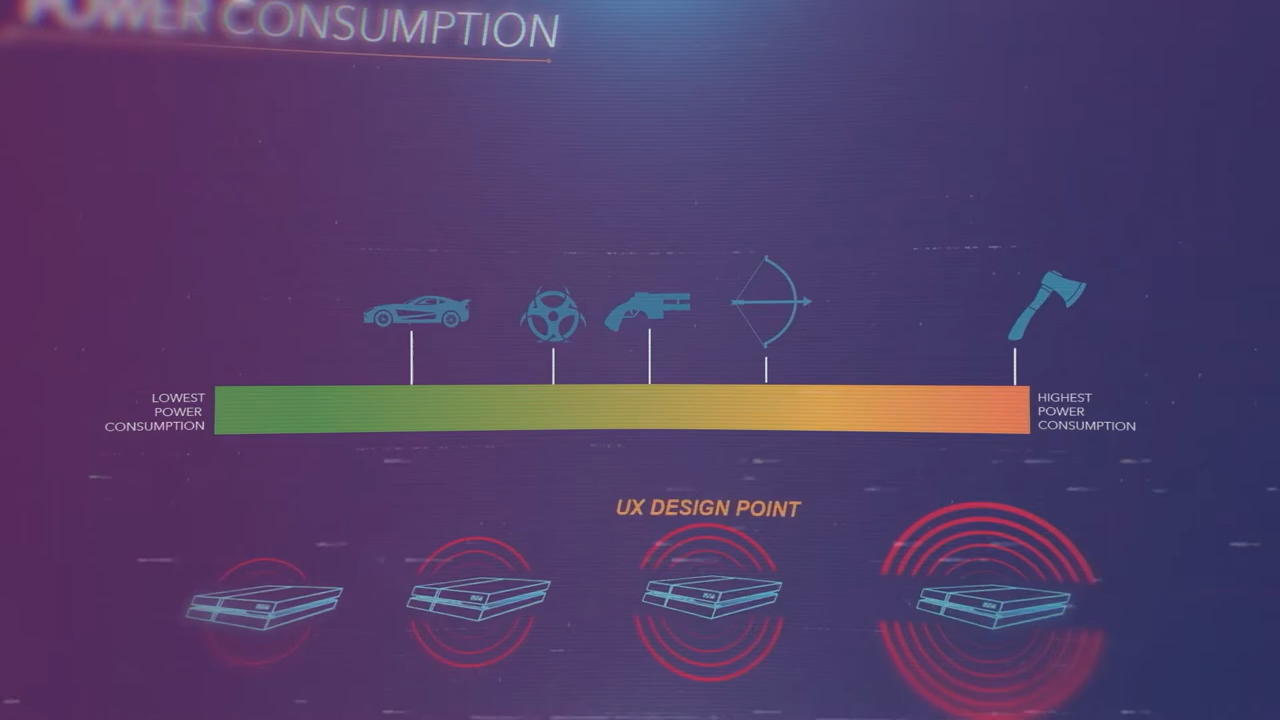 POWER CONSUMPTION
LOWEST
POWER
CONSUMPTION
HIGHEST
POWER
CONSUMPTION
UX DESIGN POINT